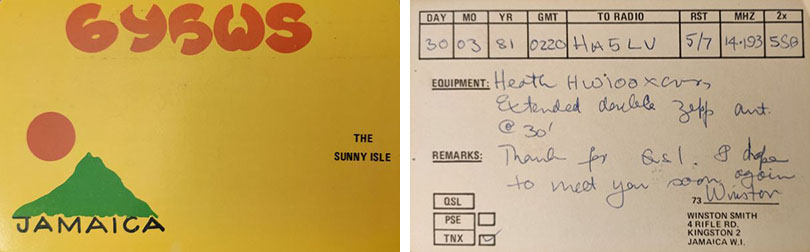 6Y5WS
THE
SUNNY ISLE
JAMAICA
DAY MO YR GMT TO RADIO RST MHZ 2x
30 03 81 0220 HA5LV 5/7 14.193 SSB
EQUIPMENT: Heath HW100 xcvrs
Extended double zepp ant.
@ 30'
REMARKS: Thank for QSL. I hope
to meet you soon again
73 Winston
QSL
PSE
TNX
WINSTON SMITH
4 RIFLE RD.
KINGSTON 2
JAMAICA W.I.